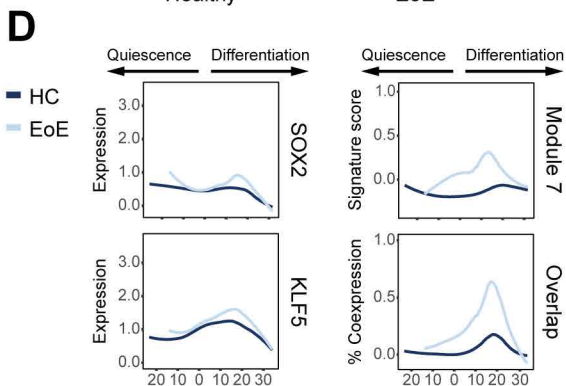 D
Quiescence Differentiation Quiescence Differentiation
HC
EoE
Expression
3.0
2.0
1.0
0.0
SOX2
Signature score
1.0
0.5
0.0
Module 7
Expression
3.0
2.0
1.0
0.0
KLF5
% Coexpression
1.0
0.5
0.0
Overlap
20 10 0 10 20 30
20 10 0 10 20 30